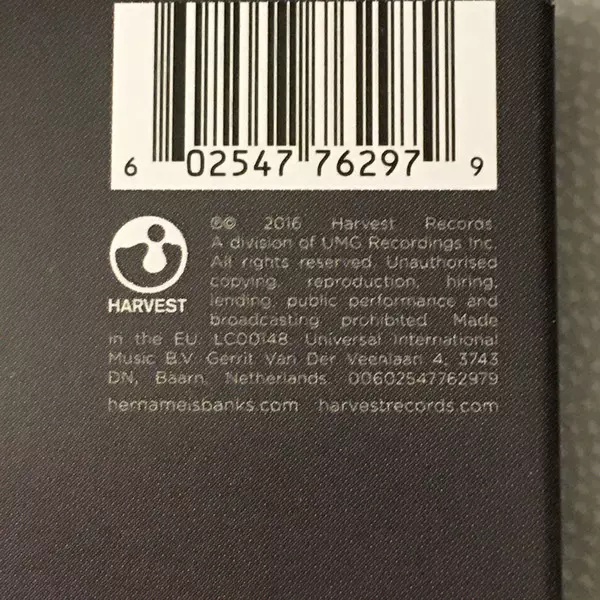 6 02547 76297 9
℗© 2016 Harvest Records
A division of UMG Recordings Inc.
All rights reserved. Unauthorised
copying, reproduction, hiring,
lending, public performance and
broadcasting prohibited. Made
HARVEST
in the EU. LC00148. Universal International
Music B.V. Gerrit Van Der Veenlaan 4, 3743
DN, Baarn, Netherlands. 00602547762979
hernameisbanks.com harvestrecords.com